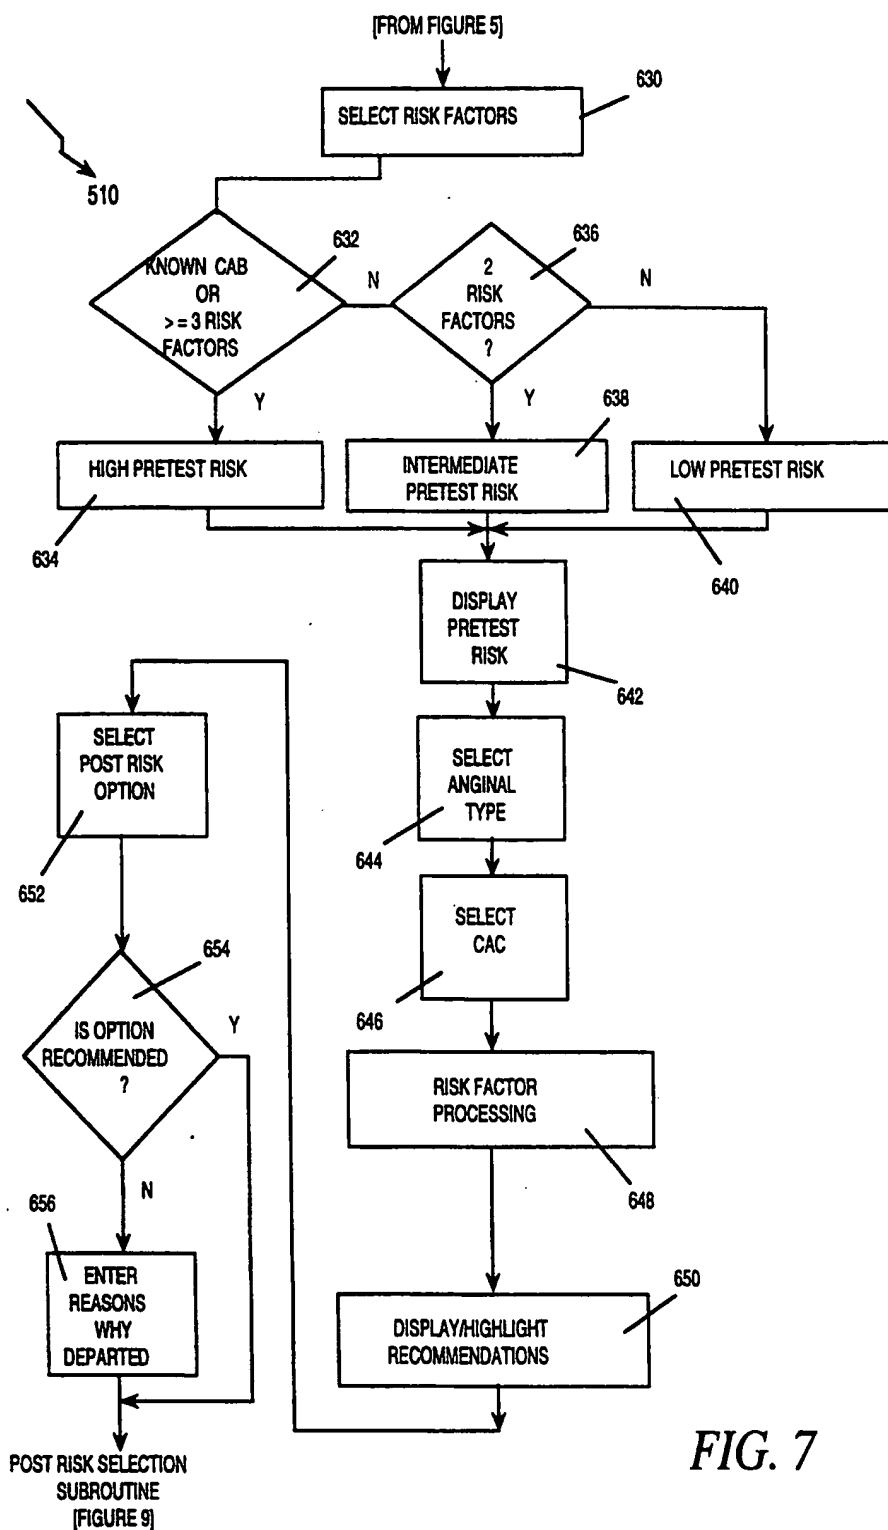 [FROM FIGURE 5]
630
SELECT RISK FACTORS
510
632
636
KNOWN CAB
OR
> = 3 RISK
FACTORS
N
2
RISK
FACTORS
?
N
Y
Y
638
HIGH PRETEST RISK
INTERMEDIATE
PRETEST RISK
LOW PRETEST RISK
634
640
DISPLAY
PRETEST
RISK
642
SELECT
POST RISK
OPTION
SELECT
ANGINAL
TYPE
644
652
SELECT
CAC
654
646
IS OPTION
RECOMMENDED
?
Y
RISK FACTOR
PROCESSING
N
648
656
ENTER
REASONS
WHY
DEPARTED
650
DISPLAY/HIGHLIGHT
RECOMMENDATIONS
POST RISK SELECTION
SUBROUTINE
[FIGURE 9]
FIG. 7